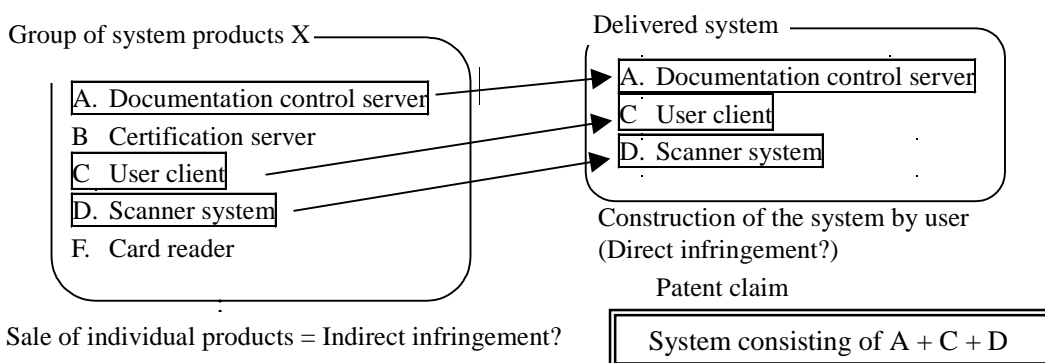 Group of system products X
A. Documentation control server
B Certification server
C User client
D. Scanner system
F. Card reader
Sale of individual products = Indirect infringement?
Delivered system
A. Documentation control server
C User client
D. Scanner system
Construction of the system by user
(Direct infringement?)
Patent claim
System consisting of A + C + D